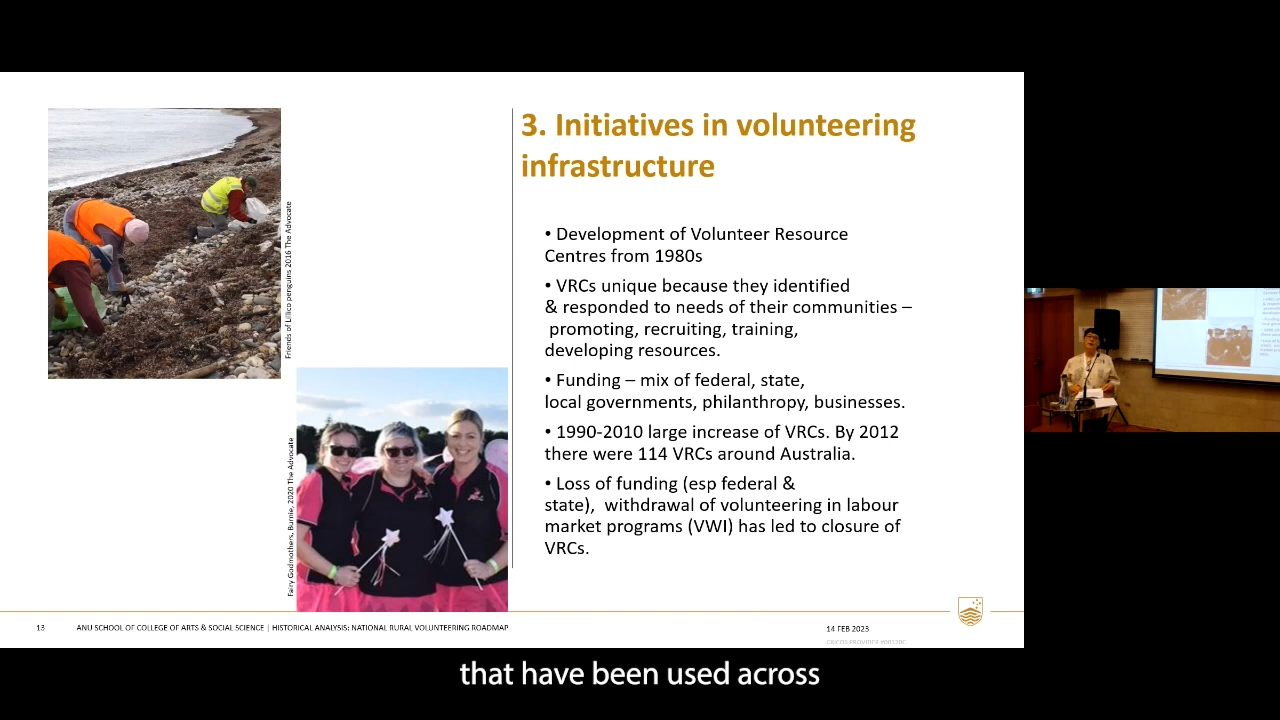 3. Initiatives in volunteering
infrastructure
• Development of Volunteer Resource
Centres from 1980s
• VRCs unique because they identified
& responded to needs of their communities –
promoting, recruiting, training,
developing resources.
• Funding – mix of federal, state,
local governments, philanthropy, businesses.
• 1990-2010 large increase of VRCs. By 2012
there were 114 VRCs around Australia.
• Loss of funding (esp federal &
state), withdrawal of volunteering in labour
market programs (VWI) has led to closure of
VRCs.
Friends of Lillico penguins 2016 The Advocate
Fairy Godmothers, Burnie, 2020 The Advocate
13
ANU SCHOOL OF COLLEGE OF ARTS & SOCIAL SCIENCE | HISTORICAL ANALYSIS: NATIONAL RURAL VOLUNTEERING ROADMAP
14 FEB 2023
CRICOS PROVIDER #00120C
that have been used across